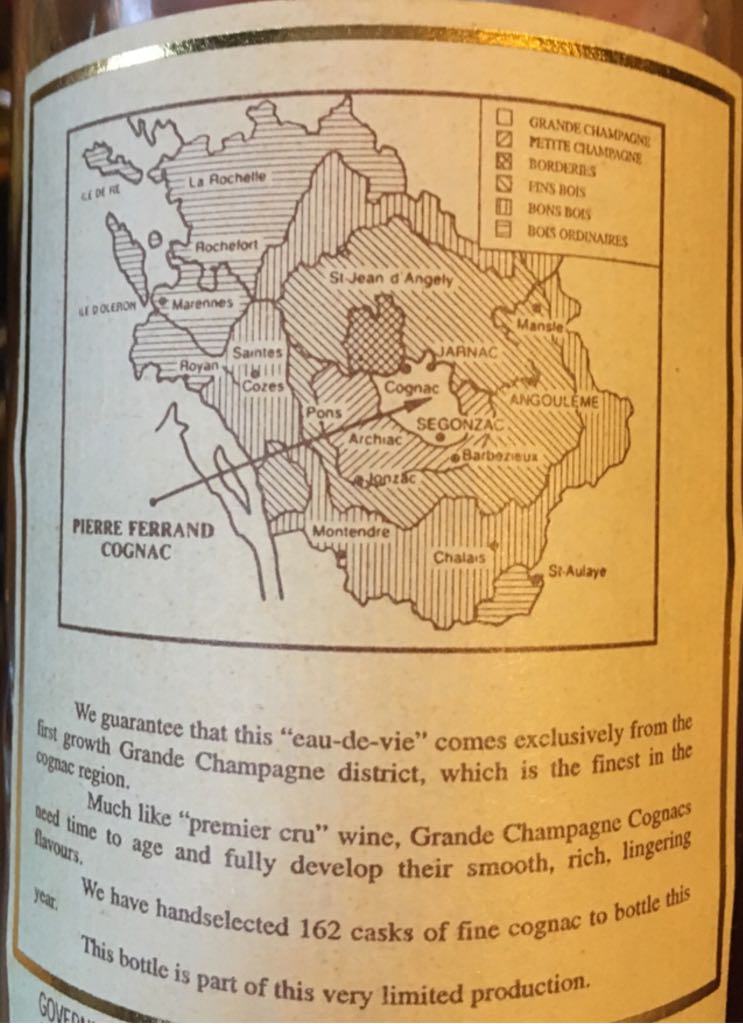 GRANDE CHAMPAGNE
PETITE CHAMPAGNE
BORDERIES
FINS BOIS
BONS BOIS
BOIS ORDINAIRES
ILE DE RE
La Rochelle
Rochefort
ILE D OLERON
Marennes
St-Jean d'Angely
Mansle
Royan
Saintes
Cozes
JARNAC
Cognac
ANGOULEME
Pons
SEGONZAC
Archiac
Barbezieux
Jonzac
PIERRE FERRAND
COGNAC
Montendre
Chalais
St-Aulaye
We guarantee that this “eau-de-vie” comes exclusively from the
first growth Grande Champagne district, which is the finest in the
cognac region.
Much like “premier cru” wine, Grande Champagne Cognacs
need time to age and fully develop their smooth, rich, lingering
flavours.
We have handselected 162 casks of fine cognac to bottle this
year.
This bottle is part of this very limited production.